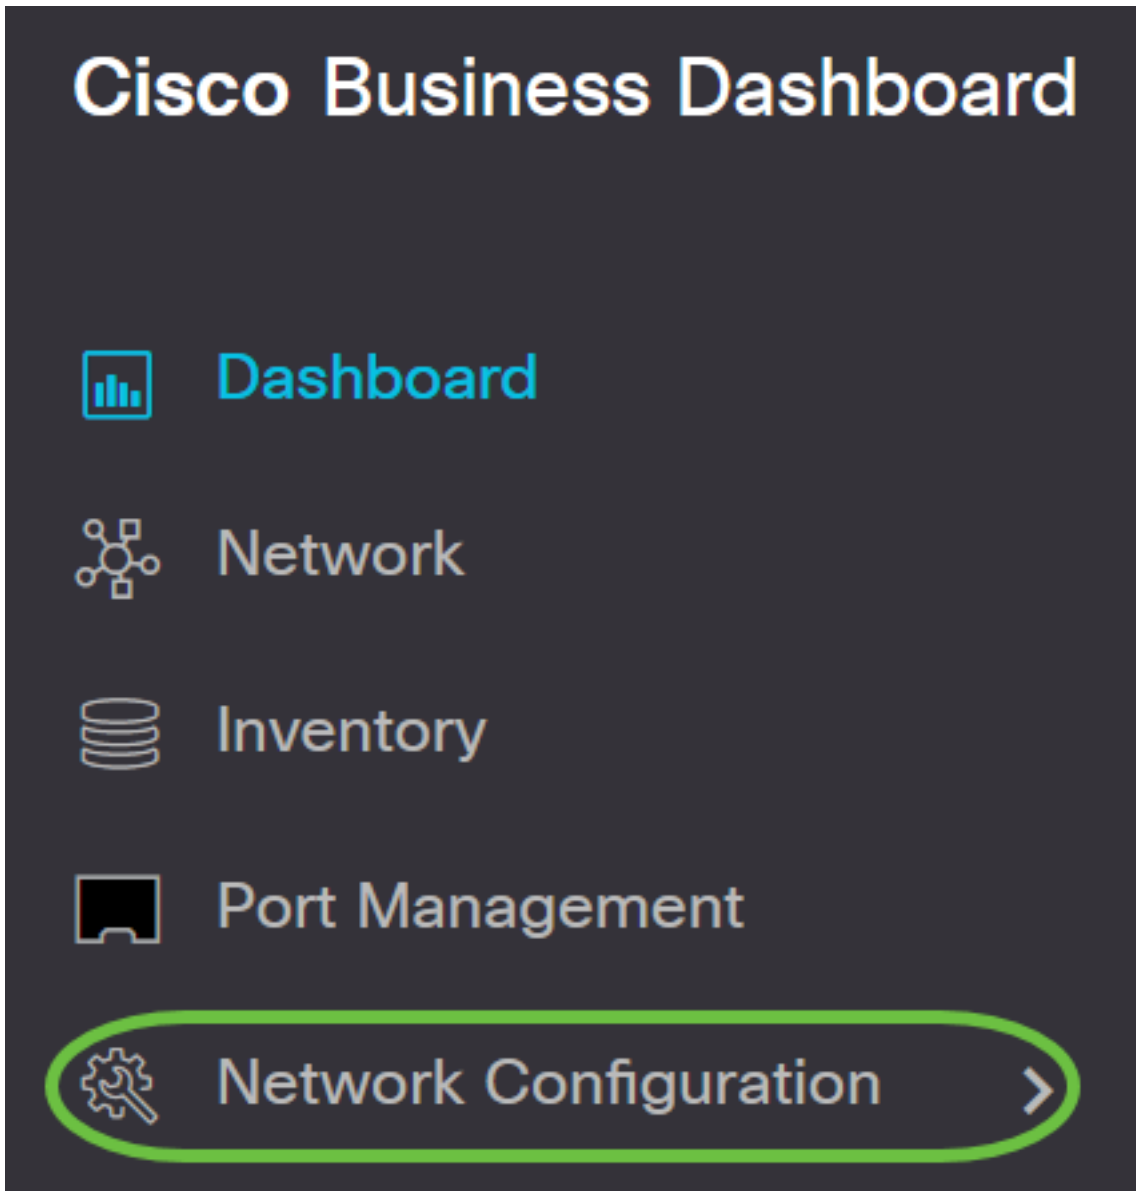 Cisco Business Dashboard
Dashboard
Network
Inventory
Port Management
Network Configuration